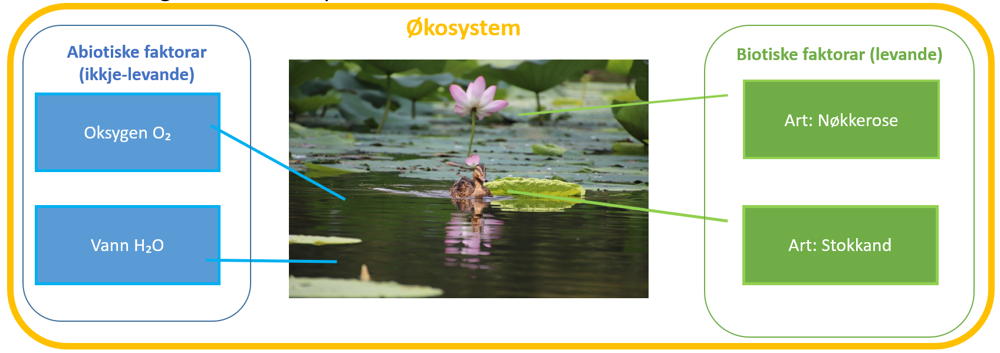 Økosystem
Abiotiske faktorar
(ikkje-levande)
Oksygen O₂
Vann H₂O
Biotiske faktorar (levande)
Art: Nøkkerose
Art: Stokkand